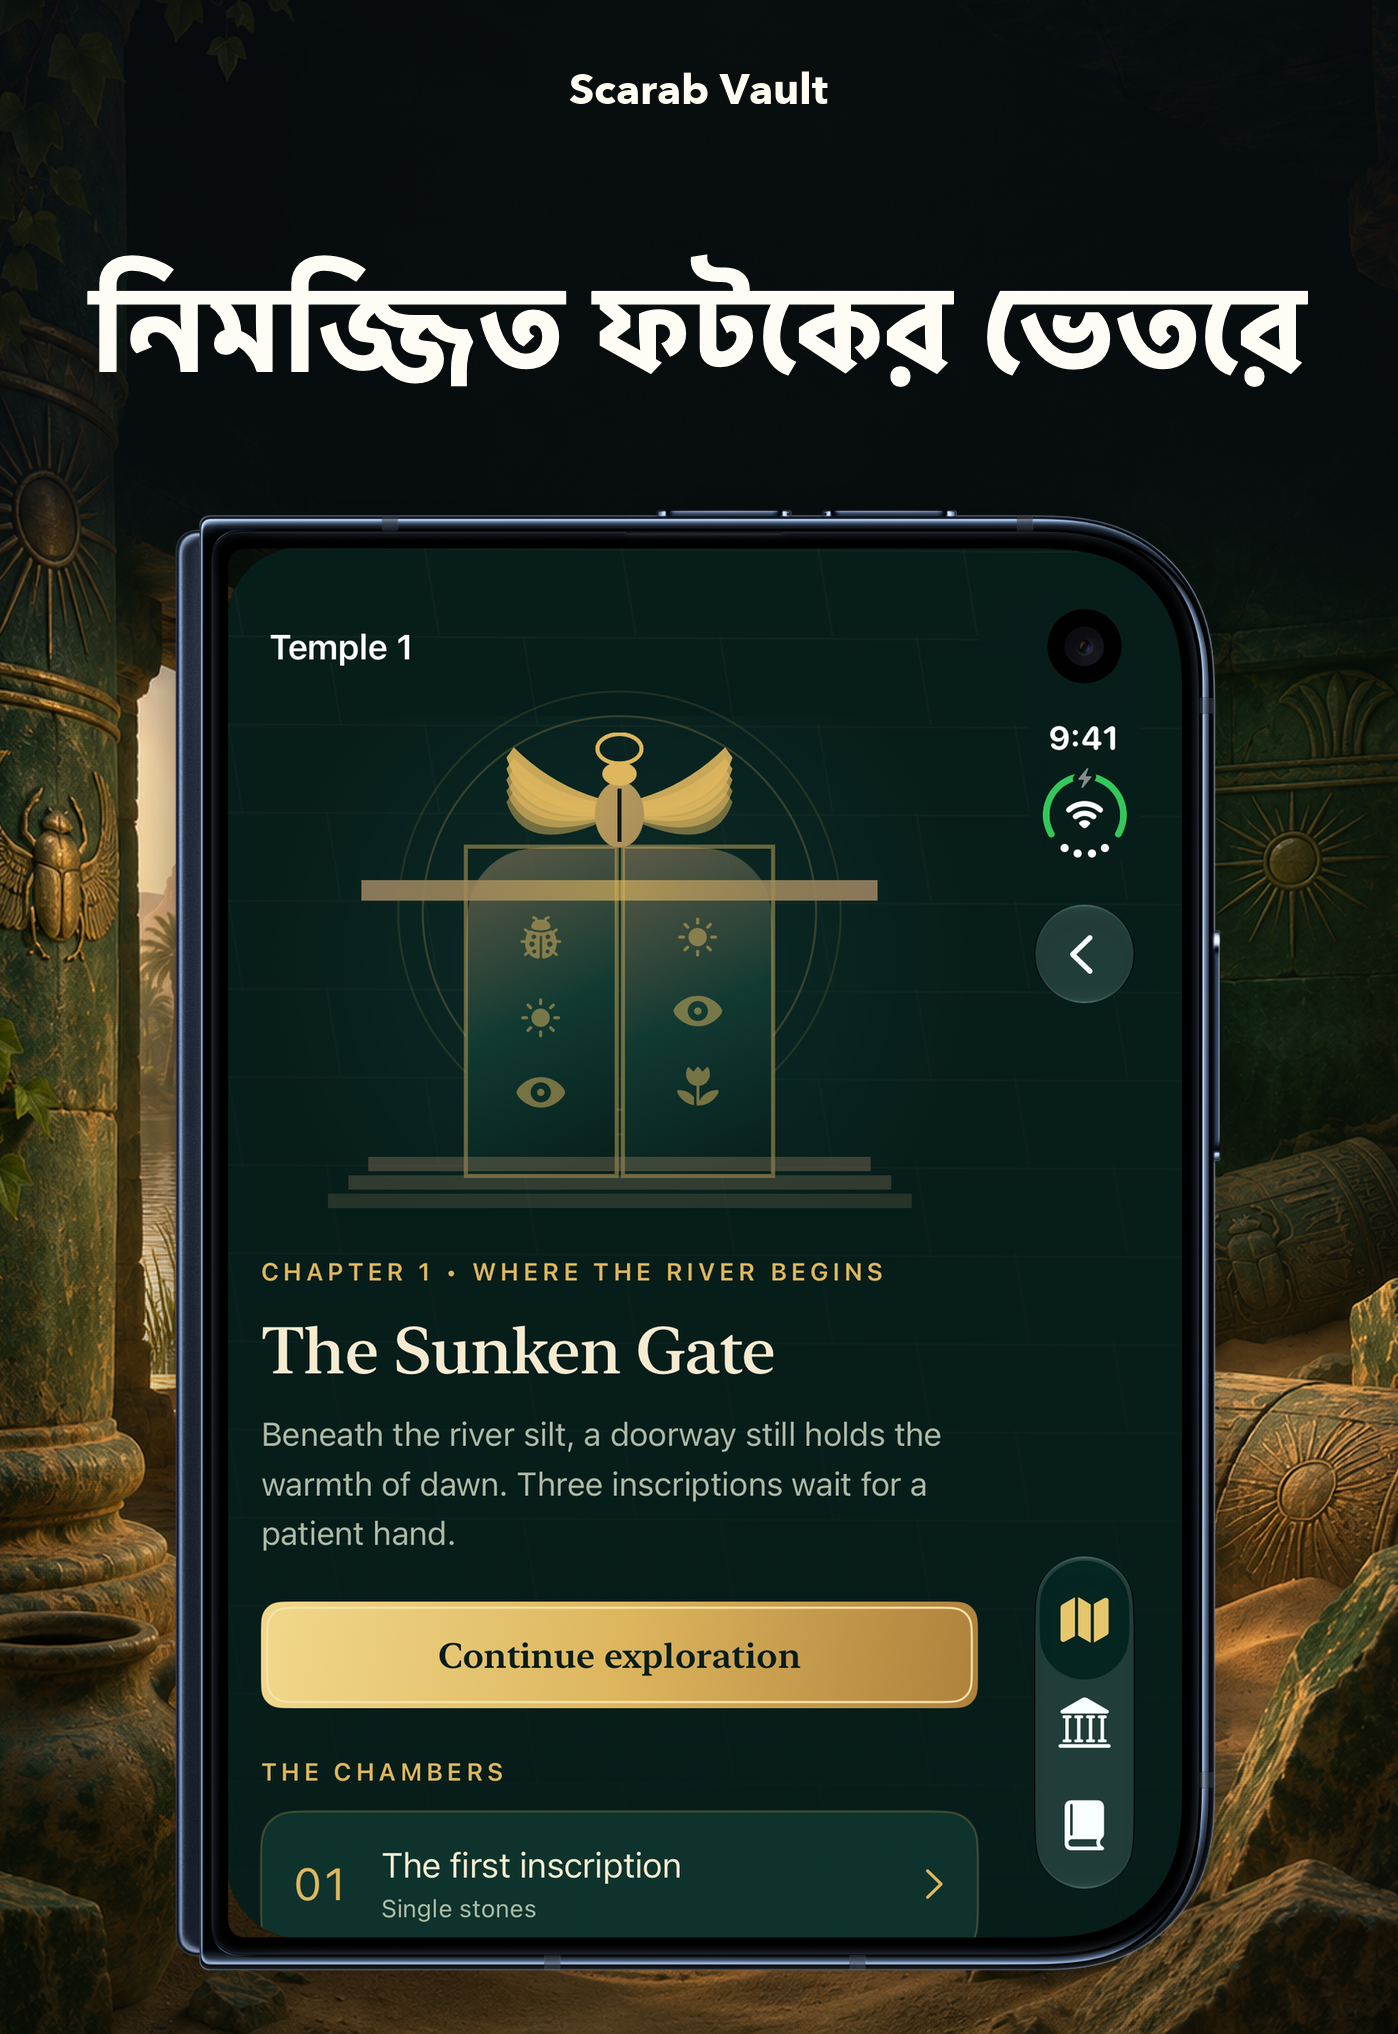 Scarab Vault
নিমজ্জিত ফটকের ভেতরে
Temple 1
9:41
CHAPTER 1 • WHERE THE RIVER BEGINS
The Sunken Gate
Beneath the river silt, a doorway still holds the
warmth of dawn. Three inscriptions wait for a
patient hand.
Continue exploration
THE CHAMBERS
01
The first inscription
Single stones